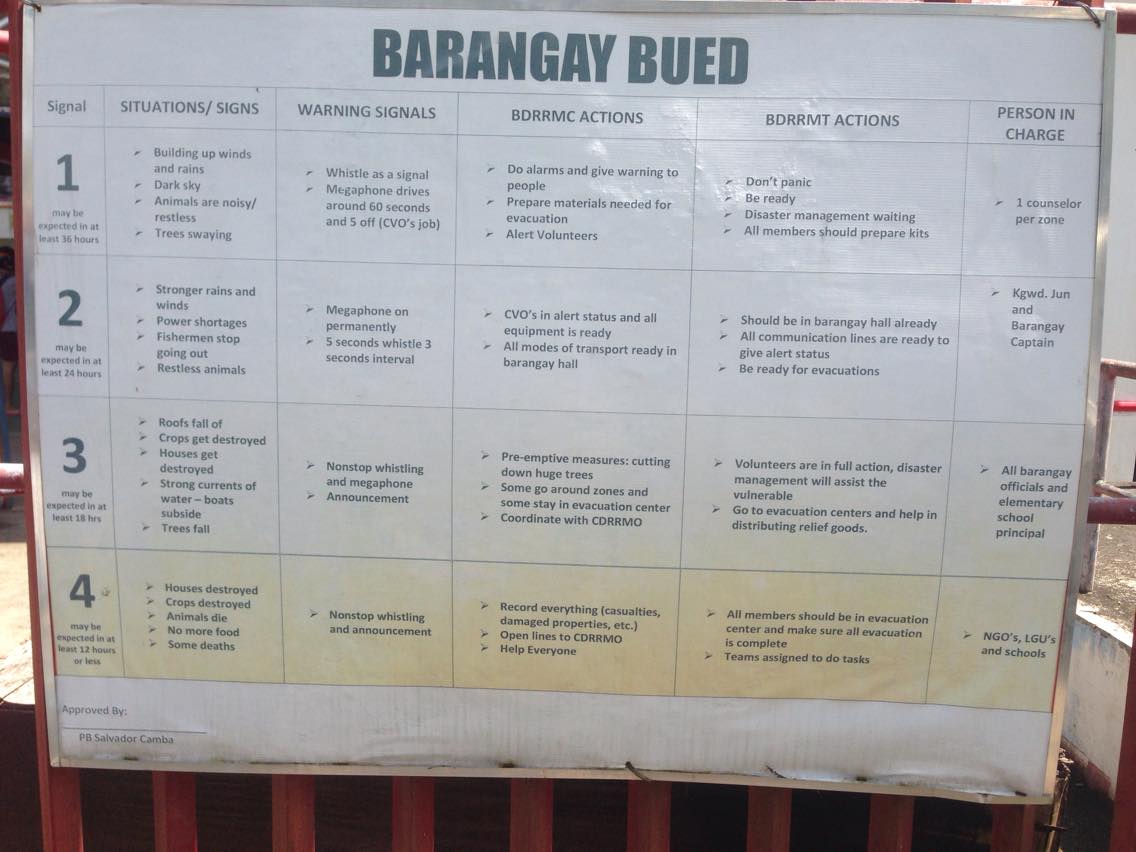 BARANGAY BUED
Signal
SITUATIONS/ SIGNS
WARNING SIGNALS
BDRRMC ACTIONS
BDRRMT ACTIONS
PERSON IN
CHARGE
1
may be
expected in at
least 36 hours
➢ Building up winds
and rains
➢ Dark sky
➢ Animals are noisy/
restless
➢ Trees swaying
➢ Whistle as a signal
➢ Megaphone drives
around 60 seconds
and 5 off (CVO's job)
➢ Do alarms and give warning to
people
➢ Prepare materials needed for
evacuation
➢ Alert Volunteers
➢ Don't panic
➢ Be ready
➢ Disaster management waiting
➢ All members should prepare kits
➢ 1 counselor
per zone
2
may be
expected in at
least 24 hours
➢ Stronger rains and
winds
➢ Power shortages
➢ Fishermen stop
going out
➢ Restless animals
➢ Megaphone on
permanently
➢ 5 seconds whistle 3
seconds interval
➢ CVO's in alert status and all
equipment is ready
➢ All modes of transport ready in
barangay hall
➢ Should be in barangay hall already
➢ All communication lines are ready to
give alert status
➢ Be ready for evacuations
➢ Kgwd. Jun
and
Barangay
Captain
3
may be
expected in at
least 18 hrs
➢ Roofs fall of
➢ Crops get destroyed
➢ Houses get
destroyed
➢ Strong currents of
water – boats
subside
➢ Trees fall
➢ Nonstop whistling
and megaphone
➢ Announcement
➢ Pre-emptive measures: cutting
down huge trees
➢ Some go around zones and
some stay in evacuation center
➢ Coordinate with CDRRMO
➢ Volunteers are in full action, disaster
management will assist the
vulnerable
➢ Go to evacuation centers and help in
distributing relief goods.
➢ All barangay
officials and
elementary
school
principal
4
may be
expected in at
least 12 hours
or less
➢ Houses destroyed
➢ Crops destroyed
➢ Animals die
➢ No more food
➢ Some deaths
➢ Nonstop whistling
and announcement
➢ Record everything (casualties,
damaged properties, etc.)
➢ Open lines to CDRRMO
➢ Help Everyone
➢ All members should be in evacuation
center and make sure all evacuation
is complete
➢ Teams assigned to do tasks
➢ NGO's, LGU's
and schools
Approved By:
PB Salvador Camba